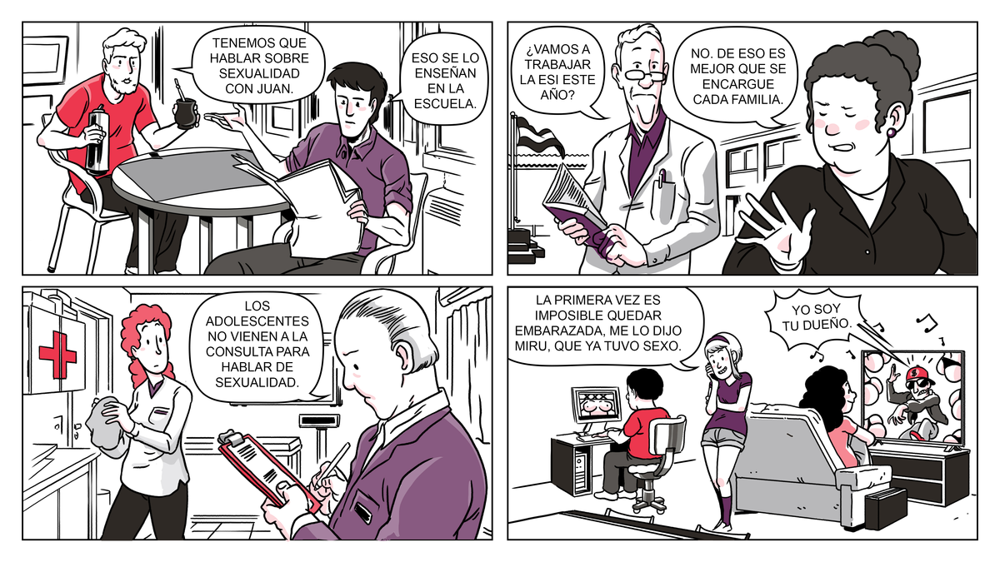 TENEMOS QUE
HABLAR SOBRE
SEXUALIDAD
CON JUAN.
ESO SE LO
ENSEÑAN
EN LA
ESCUELA.
¿VAMOS A
TRABAJAR
LA ESI ESTE
AÑO?
NO. DE ESO ES
MEJOR QUE SE
ENCARGUE
CADA FAMILIA.
LOS
ADOLESCENTES
NO VIENEN A LA
CONSULTA PARA
HABLAR DE
SEXUALIDAD.
LA PRIMERA VEZ ES
IMPOSIBLE QUEDAR
EMBARAZADA, ME LO DIJO
MIRU, QUE YA TUVO SEXO.
YO SOY
TU DUEÑO.